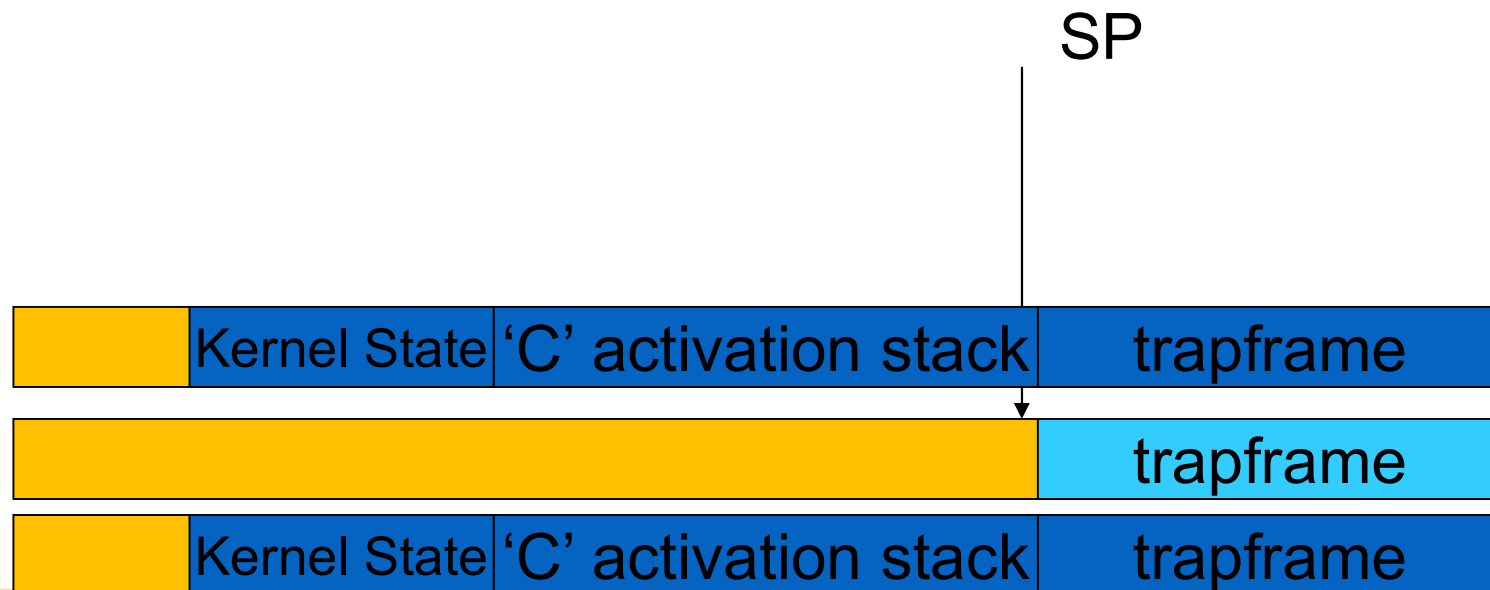 SP
Kernel State ‘C’ activation stack trapframe
trapframe
Kernel State ‘C’ activation stack trapframe